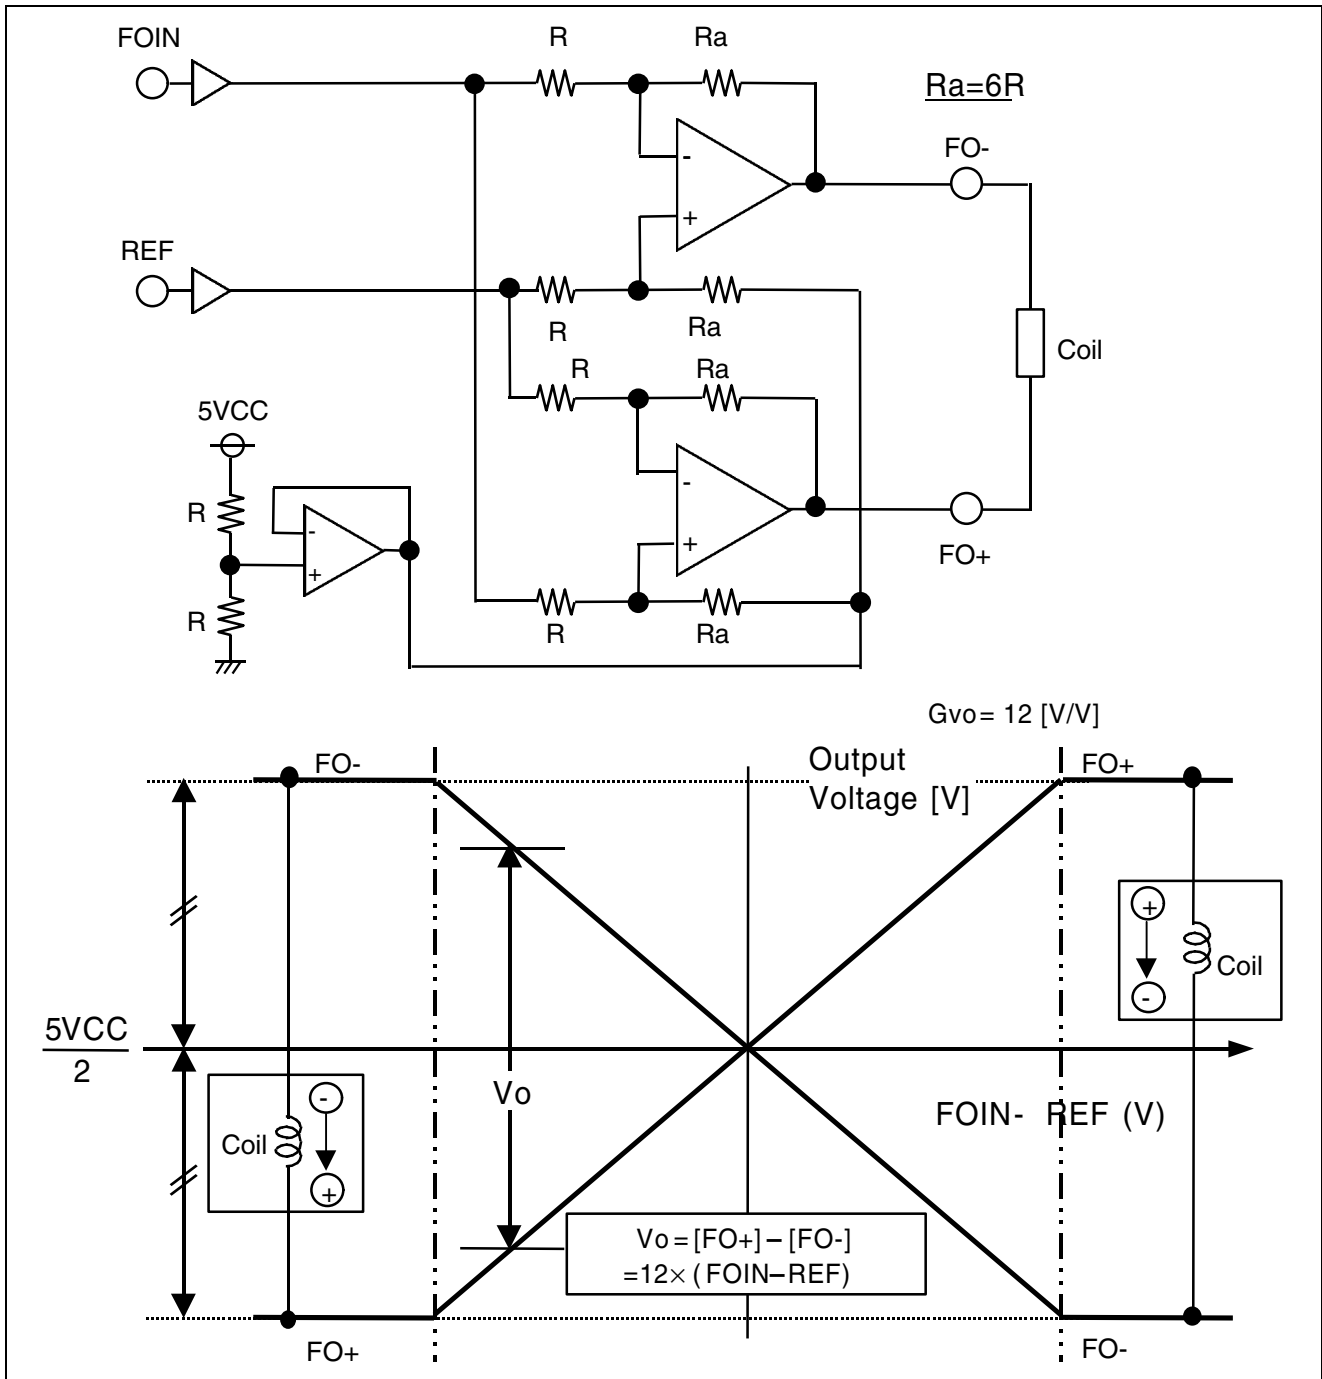 FOIN
R
Ra
Ra=6R
-
+
FO-
REF
R
Ra
Coil
R
Ra
5VCC
R
-
+
R
-
+
FO+
R
Ra
Gvo= 12 [V/V]
FO-
Output
Voltage [V]
FO+
+
-
Coil
5VCC
2
Vo
FOIN- REF (V)
Coil
-
+
Vo=[FO+]–[FO-]
=12×(FOIN–REF)
FO+
FO-